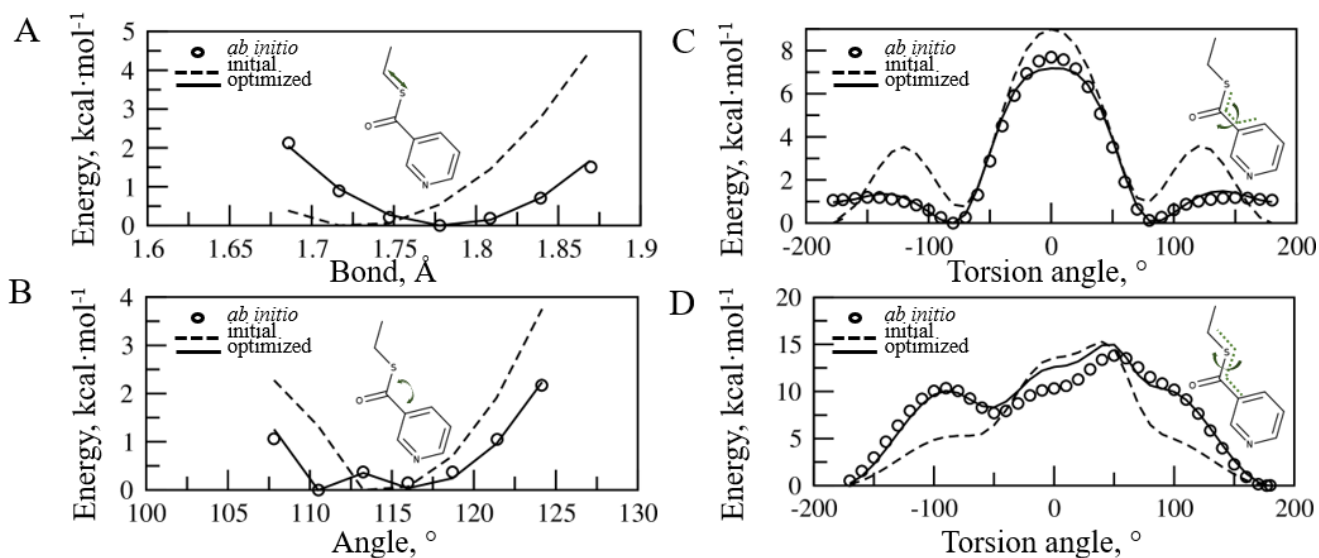 A
Energy, kcal·mol⁻¹
5
4
3
2
1
0
ab initio
initial
optimized
S
O
N
1.6 1.65 1.7 1.75 1.8 1.85 1.9
Bond, Å
B
Energy, kcal·mol⁻¹
4
3
2
1
0
ab initio
initial
optimized
S
O
N
100 105 110 115 120 125 130
Angle, °
C
Energy, kcal·mol⁻¹
8
6
4
2
0
ab initio
initial
optimized
S
O
N
-200 -100 0 100 200
Torsion angle, °
D
Energy, kcal·mol⁻¹
20
15
10
5
0
ab initio
initial
optimized
S
O
N
-200 -100 0 100 200
Torsion angle, °